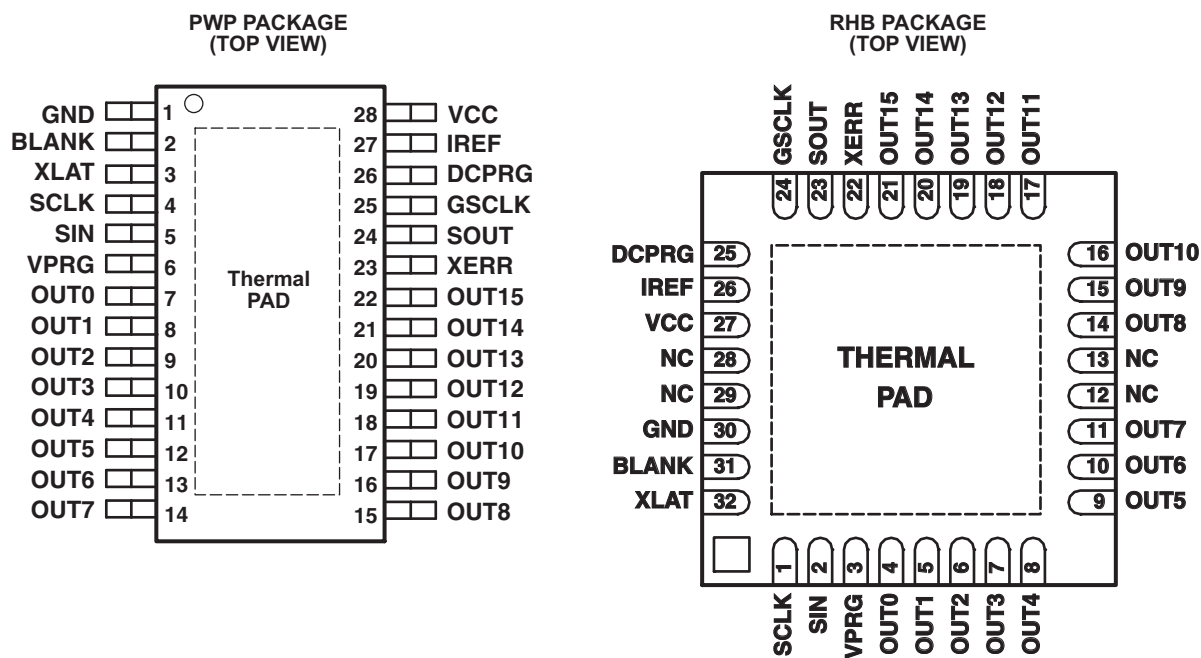 PWP PACKAGE
(TOP VIEW)
GND 1 28 VCC
BLANK 2 27 IREF
XLAT 3 26 DCPRG
SCLK 4 25 GSCLK
SIN 5 24 SOUT
VPRG 6 23 XERR
OUT0 7 22 OUT15
OUT1 8 21 OUT14
OUT2 9 20 OUT13
OUT3 10 19 OUT12
OUT4 11 18 OUT11
OUT5 12 17 OUT10
OUT6 13 16 OUT9
OUT7 14 15 OUT8
Thermal
PAD
RHB PACKAGE
(TOP VIEW)
GSCLK SOUT XERR OUT15 OUT14 OUT13 OUT12 OUT11
24 23 22 21 20 19 18 17
DCPRG 25 16 OUT10
IREF 26 15 OUT9
VCC 27 14 OUT8
NC 28 13 NC
NC 29 12 NC
GND 30 11 OUT7
BLANK 31 10 OUT6
XLAT 32 9 OUT5
THERMAL
PAD
1 2 3 4 5 6 7 8
SCLK SIN VPRG OUT0 OUT1 OUT2 OUT3 OUT4